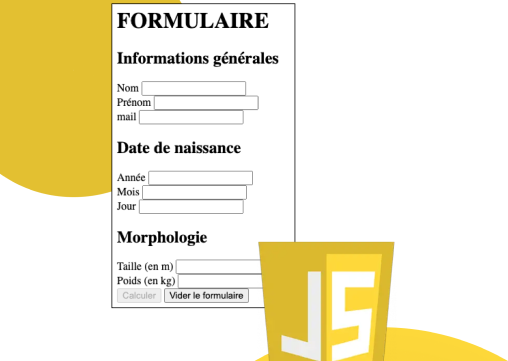 FORMULAIRE
Informations générales
Nom
Prénom
mail
Date de naissance
Année
Mois
Jour
Morphologie
Taille (en m)
Poids (en kg)
Calculer Vider le formulaire
JS